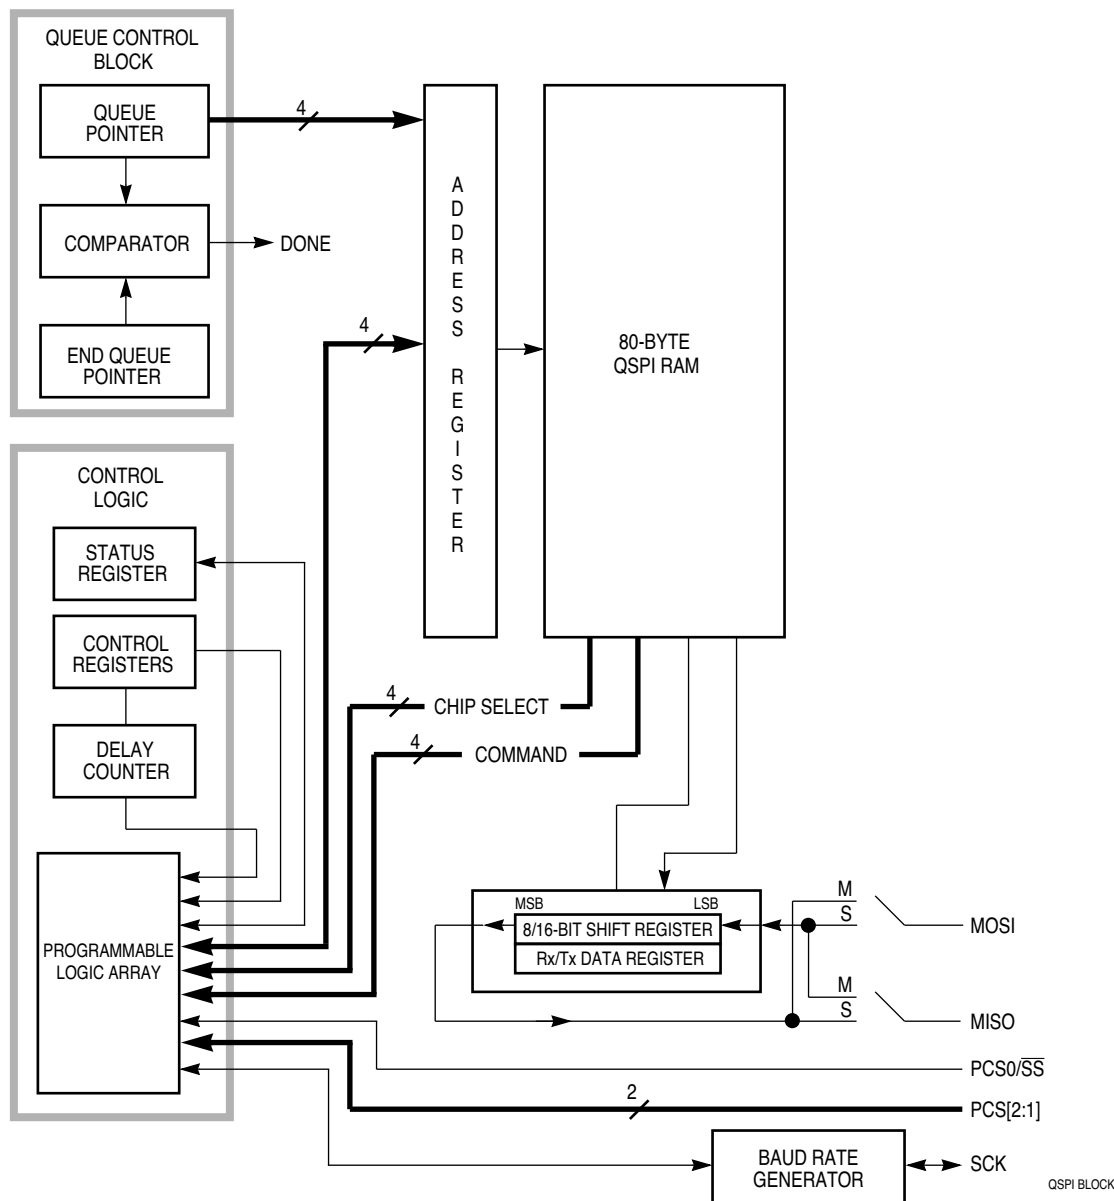 QUEUE CONTROL
BLOCK
QUEUE
POINTER
4
COMPARATOR
DONE
END QUEUE
POINTER
4
ADDRESS REGISTER
80-BYTE
QSPI RAM
CONTROL
LOGIC
STATUS
REGISTER
CONTROL
REGISTERS
DELAY
COUNTER
4
CHIP SELECT
4
COMMAND
PROGRAMMABLE
LOGIC ARRAY
MSB
LSB
8/16-BIT SHIFT REGISTER
Rx/Tx DATA REGISTER
M
S
MOSI
M
S
MISO
PCS0/S̅S̅
2
PCS[2:1]
BAUD RATE
GENERATOR
SCK
QSPI BLOCK